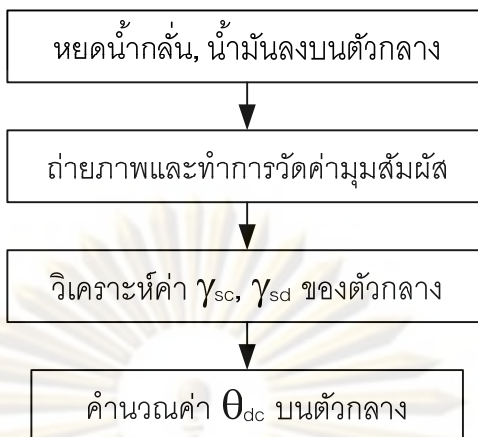 หยดน้ำกลั่น, น้ำมันลงบนตัวกลาง
ถ่ายภาพและทำการวัดค่ามุมสัมผัส
วิเคราะห์ค่า γsc, γsd ของตัวกลาง
คำนวณค่า θdc บนตัวกลาง